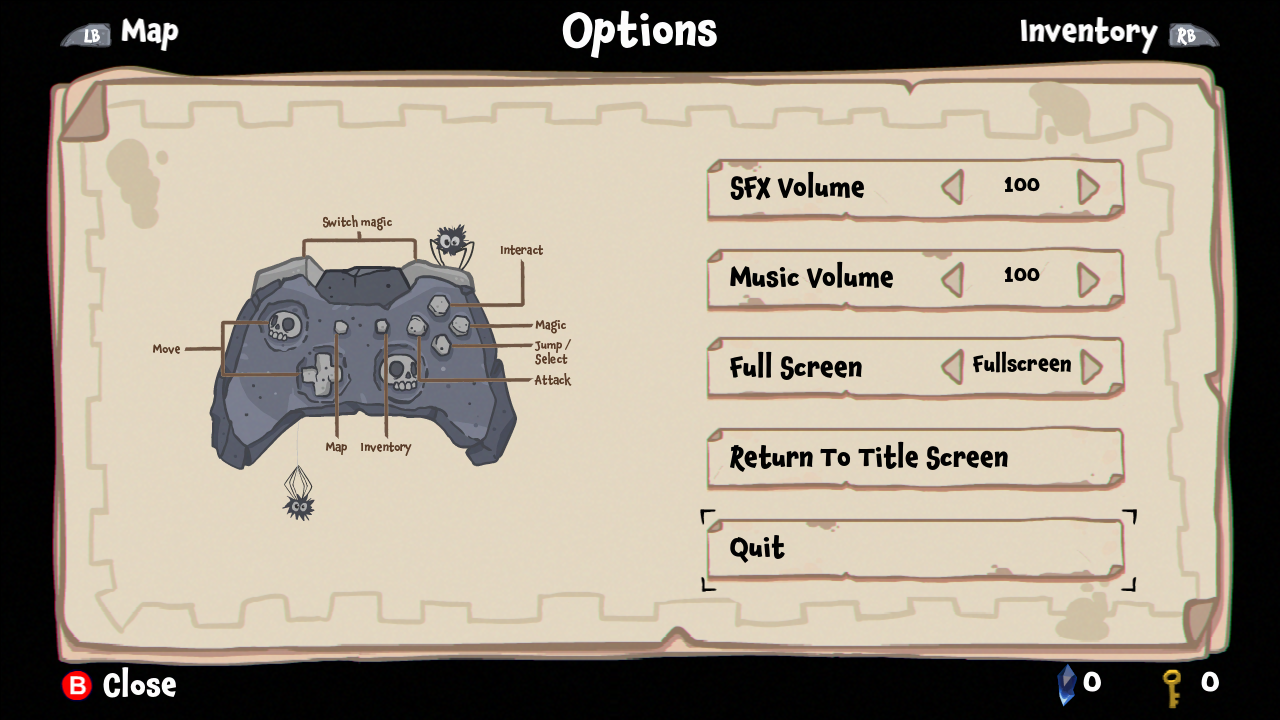 LB Map
Options
Inventory RB
Switch magic
Interact
Move
Magic
Jump /
Select
Attack
Map
Inventory
SFX Volume
100
Music Volume
100
Full Screen
Fullscreen
Return To Title Screen
Quit
B Close
0
0